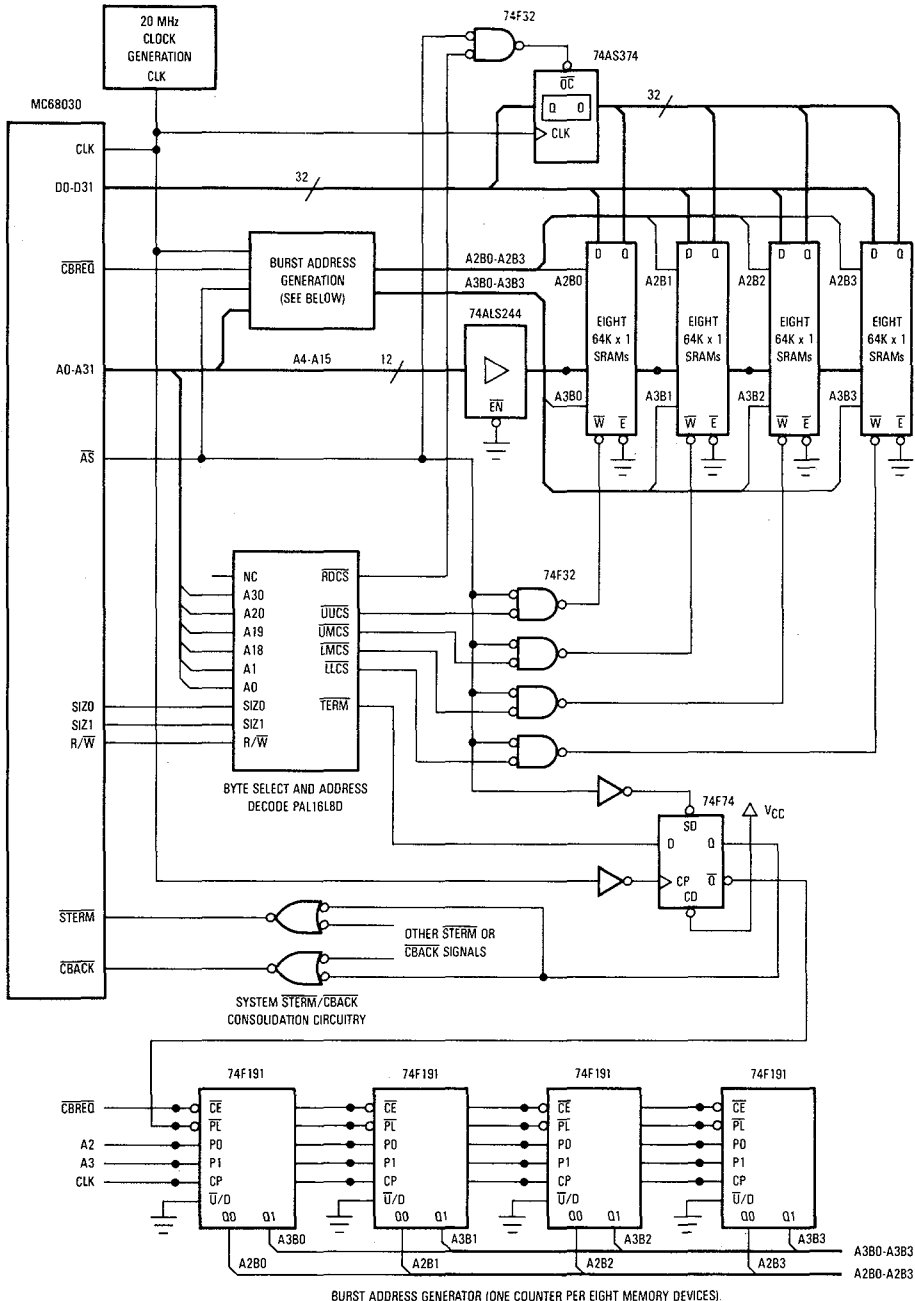 20 MHz
CLOCK
GENERATION
CLK
74F32
74AS374
OC
D Q
CLK
32
MC68030
CLK
D0-D31
32
CBREQ
BURST ADDRESS
GENERATION
(SEE BELOW)
A2B0-A2B3
A3B0-A3B3
74ALS244
EN
A0-A31
A4-A15
12
D Q
A2B0
EIGHT
64K x 1
SRAMs
A3B0
W E
D Q
A2B1
EIGHT
64K x 1
SRAMs
A3B1
W E
D Q
A2B2
EIGHT
64K x 1
SRAMs
A3B2
W E
D Q
A2B3
EIGHT
64K x 1
SRAMs
A3B3
W E
AS
NC
A30
A20
A19
A18
A1
A0
SIZ0
SIZ1
R/W
RDCS
UUCS
UMCS
LMCS
LLCS
TERM
SIZ0
SIZ1
R/W
BYTE SELECT AND ADDRESS
DECODE PAL16L8D
74F32
74F74
VCC
SD
D Q
CP Q
CD
STERM
CBACK
OTHER STERM OR
CBACK SIGNALS
SYSTEM STERM/CBACK
CONSOLIDATION CIRCUITRY
74F191
74F191
74F191
74F191
CBREQ
A2
A3
CLK
CE
PL
P0
P1
CP
U/D
Q0 Q1
CE
PL
P0
P1
CP
U/D
Q0 Q1
CE
PL
P0
P1
CP
U/D
Q0 Q1
CE
PL
P0
P1
CP
U/D
Q0 Q1
A3B0
A3B1
A3B2
A3B3
A3B0-A3B3
A2B0
A2B1
A2B2
A2B3
A2B0-A2B3
BURST ADDRESS GENERATOR (ONE COUNTER PER EIGHT MEMORY DEVICES).